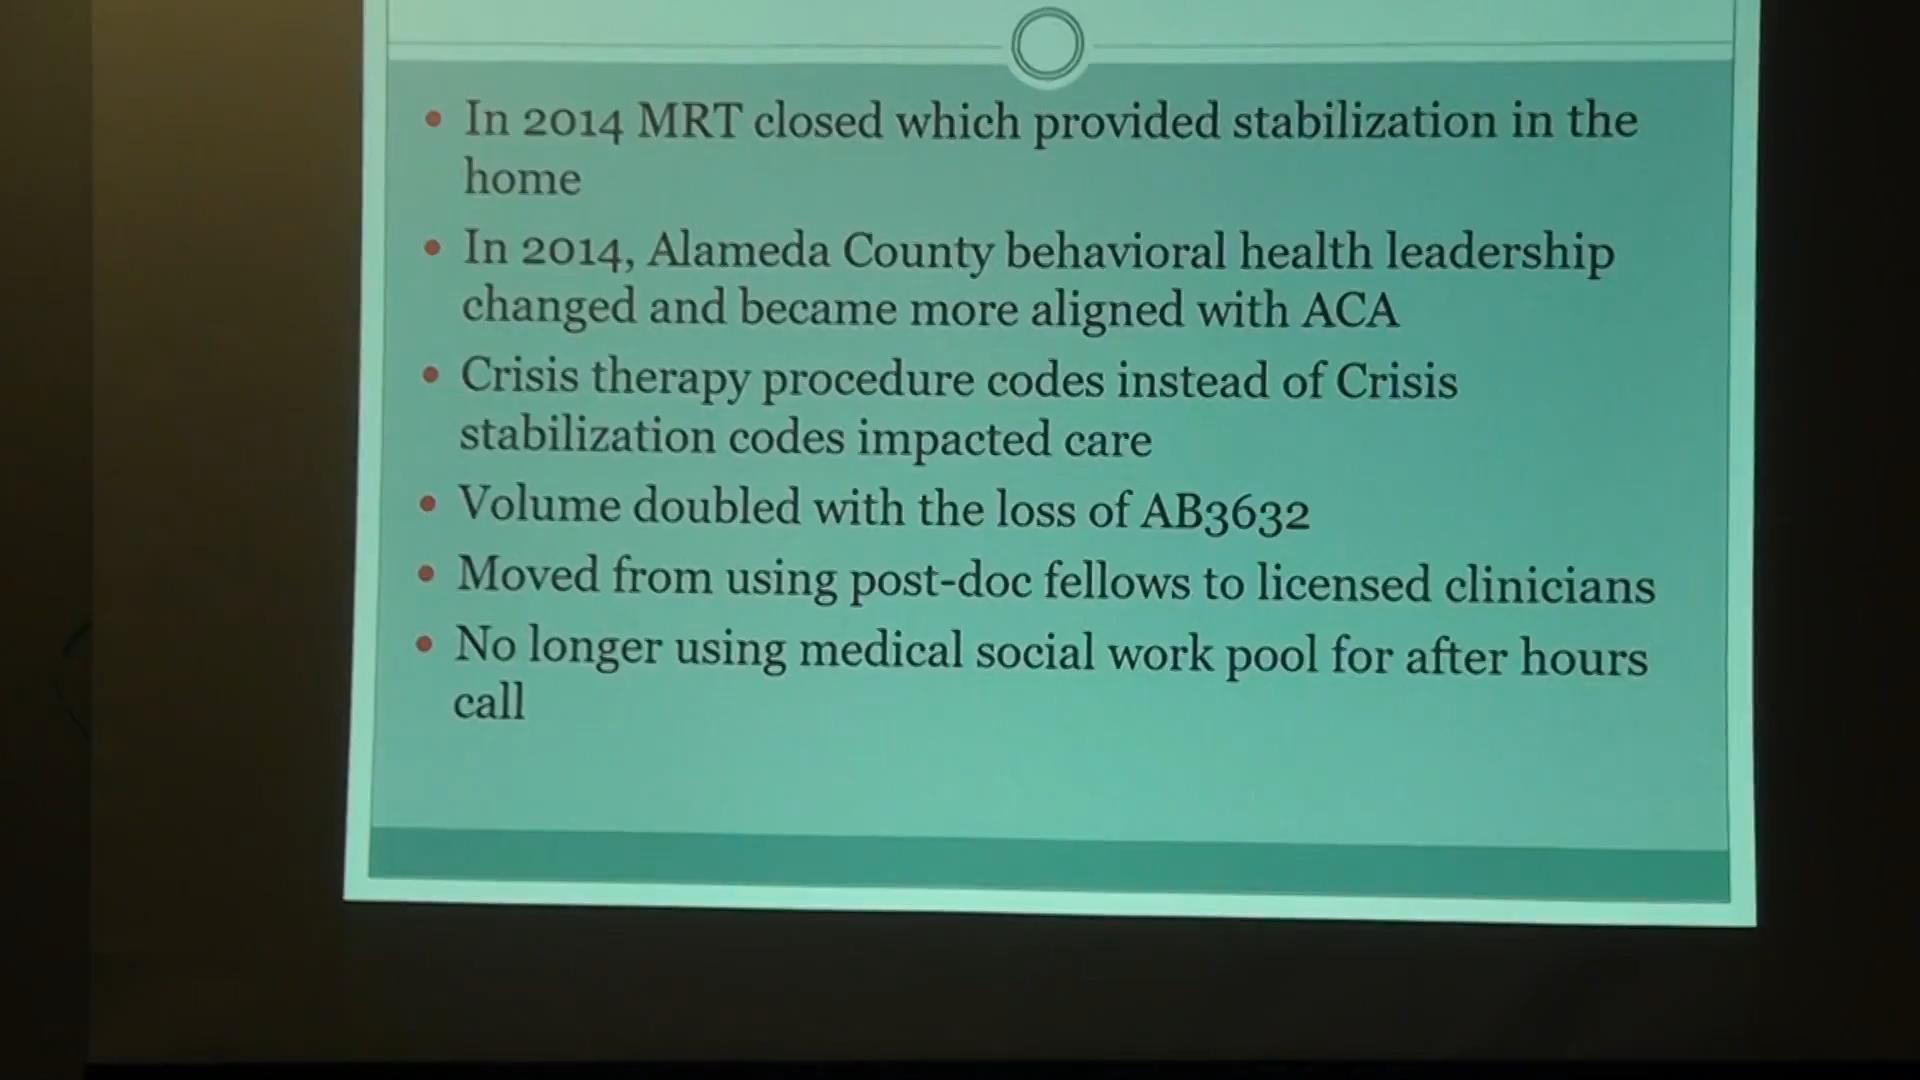 • In 2014 MRT closed which provided stabilization in the
home
• In 2014, Alameda County behavioral health leadership
changed and became more aligned with ACA
• Crisis therapy procedure codes instead of Crisis
stabilization codes impacted care
• Volume doubled with the loss of AB3632
• Moved from using post-doc fellows to licensed clinicians
• No longer using medical social work pool for after hours
call